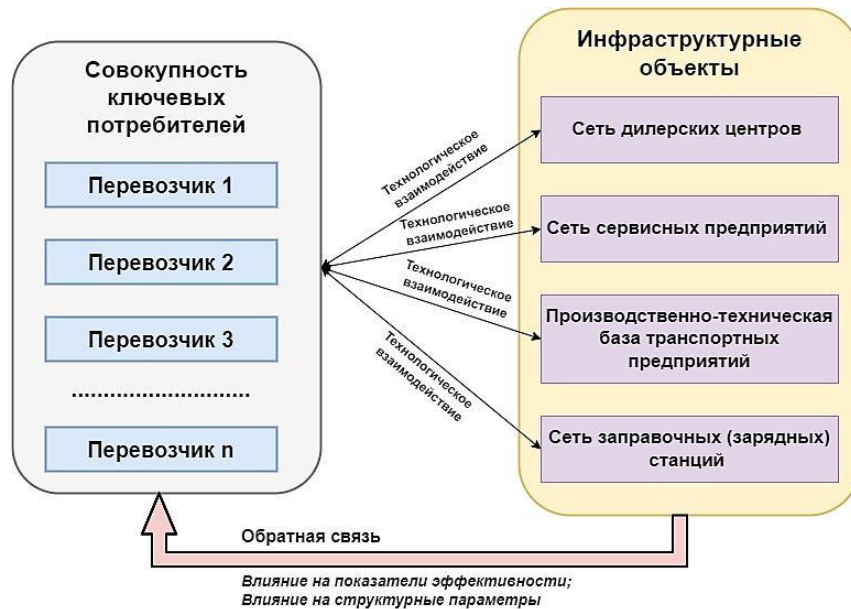 Совокупность
ключевых
потребителей
Перевозчик 1
Перевозчик 2
Перевозчик 3
............................
Перевозчик n
Технологическое
взаимодействие
Технологическое
взаимодействие
Технологическое
взаимодействие
Технологическое
взаимодействие
Инфраструктурные
объекты
Сеть дилерских центров
Сеть сервисных предприятий
Производственно-техническая
база транспортных
предприятий
Сеть заправочных (зарядных)
станций
Обратная связь
Влияние на показатели эффективности;
Влияние на структурные параметры